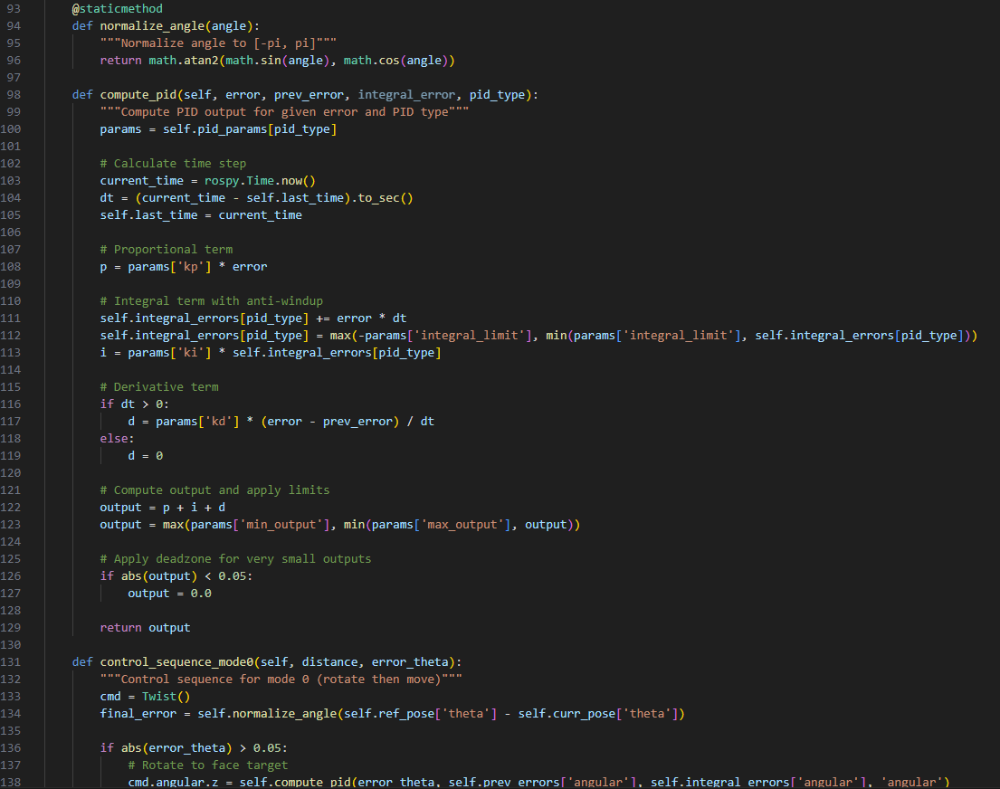 93 @staticmethod
94 def normalize_angle(angle):
95 """Normalize angle to [-pi, pi]"""
96 return math.atan2(math.sin(angle), math.cos(angle))
97
98 def compute_pid(self, error, prev_error, integral_error, pid_type):
99 """Compute PID output for given error and PID type"""
100 params = self.pid_params[pid_type]
101
102 # Calculate time step
103 current_time = rospy.Time.now()
104 dt = (current_time - self.last_time).to_sec()
105 self.last_time = current_time
106
107 # Proportional term
108 p = params['kp'] * error
109
110 # Integral term with anti-windup
111 self.integral_errors[pid_type] += error * dt
112 self.integral_errors[pid_type] = max(-params['integral_limit'], min(params['integral_limit'], self.integral_errors[pid_type]))
113 i = params['ki'] * self.integral_errors[pid_type]
114
115 # Derivative term
116 if dt > 0:
117 d = params['kd'] * (error - prev_error) / dt
118 else:
119 d = 0
120
121 # Compute output and apply limits
122 output = p + i + d
123 output = max(params['min_output'], min(params['max_output'], output))
124
125 # Apply deadzone for very small outputs
126 if abs(output) < 0.05:
127 output = 0.0
128
129 return output
130
131 def control_sequence_mode0(self, distance, error_theta):
132 """Control sequence for mode 0 (rotate then move)"""
133 cmd = Twist()
134 final_error = self.normalize_angle(self.ref_pose['theta'] - self.curr_pose['theta'])
135
136 if abs(error_theta) > 0.05:
137 # Rotate to face target
138 cmd.angular.z = self.compute_pid(error_theta, self.prev_errors['angular'], self.integral_errors['angular'], 'angular')